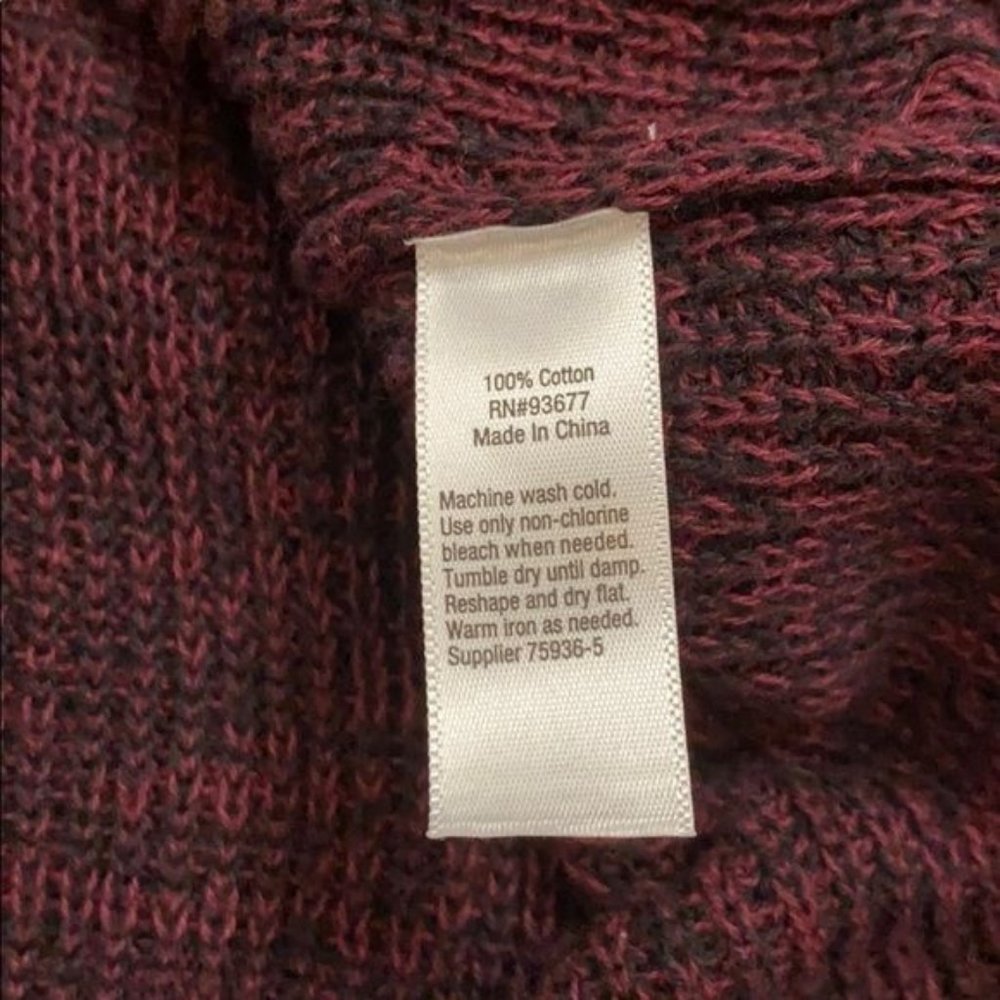 100% Cotton
RN#93677
Made In China
Machine wash cold.
Use only non-chlorine
bleach when needed.
Tumble dry until damp.
Reshape and dry flat.
Warm iron as needed.
Supplier 75936-5